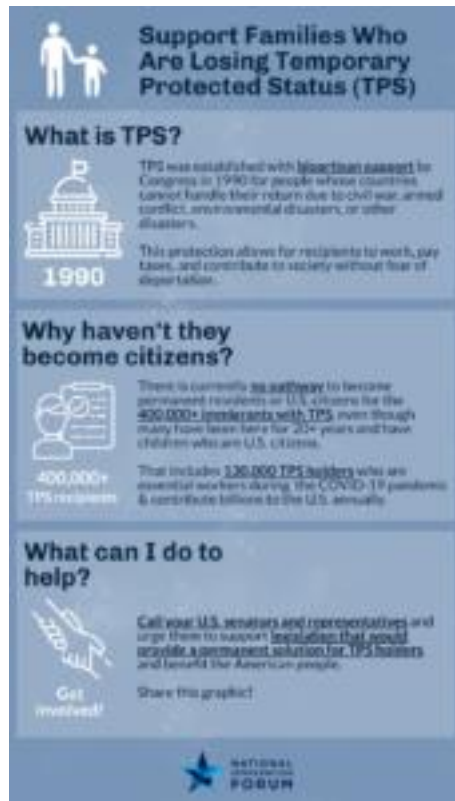 Support Families Who
Are Losing Temporary
Protected Status (TPS)
What is TPS?
TPS was established with bipartisan support by
Congress in 1990 for people whose countries
cannot handle their return due to civil war, armed
conflict, environmental disasters, or other
disasters.
This protection allows for recipients to work, pay
taxes, and contribute to society without fear of
deportation.
1990
Why haven't they
become citizens?
There is currently no pathway to become
permanent residents or U.S. citizens for the
400,000+ immigrants with TPS, even though
many have been here for 20+ years and have
children who are U.S. citizens.
400,000+
TPS recipients
That includes 130,000 TPS holders who are
essential workers during the COVID-19 pandemic
& contribute billions to the U.S. annually.
What can I do to
help?
Call your U.S. senators and representatives and
urge them to support legislation that would
provide a permanent solution for TPS holders
and benefit the American people.
Share this graphic!
Get
involved!
NATIONAL
IMMIGRATION
FORUM